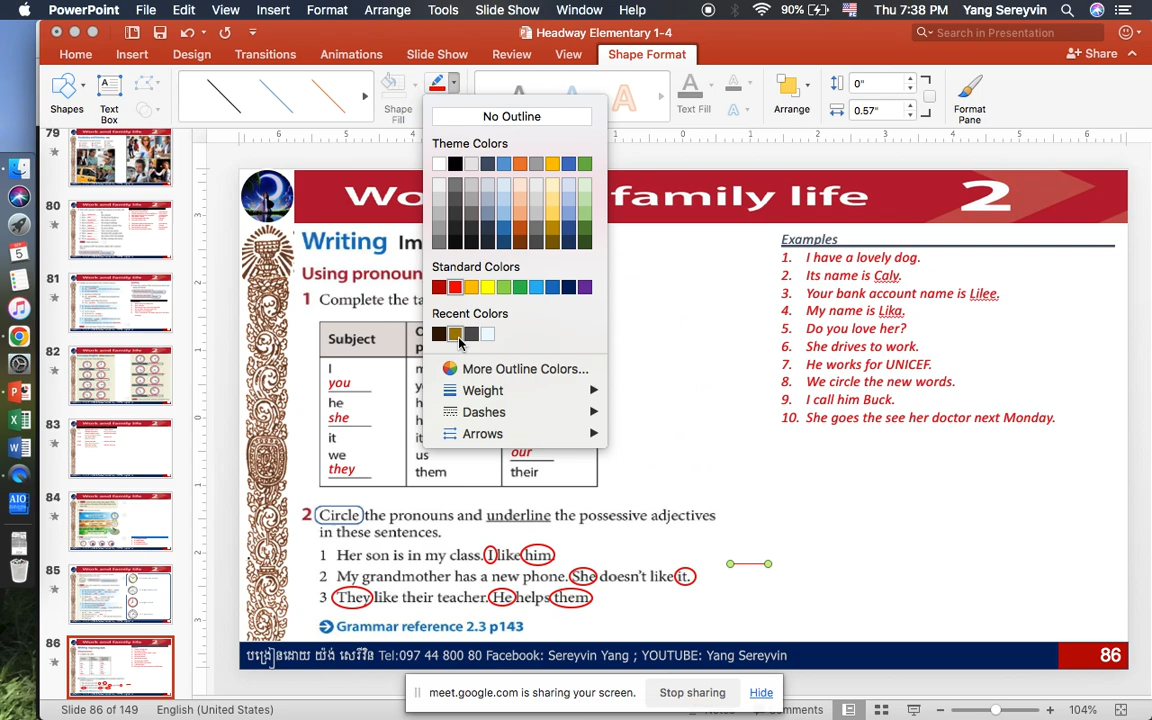 PowerPoint File Edit View Insert Format Arrange Tools Slide Show Window Help 90% Thu 7:38 PM Yang Sereyvin
Headway Elementary 1-4
Search in Presentation
Home Insert Design Transitions Animations Slide Show Review View Shape Format Share
Shapes
Text Box
Shape Fill
Text Fill
Arrange
0"
0.57"
Format Pane
No Outline
Theme Colors
Standard Colors
Recent Colors
More Outline Colors...
Weight
Dashes
Arrows
79
80
81
82
83
84
85
86
Work and family life
Wo family life 2
Writing Im
Using pronoun
1 Complete the ta
Subject
I
you
he
she
it
we
they
us
them
our
their
Examples
1. I have a lovely dog.
2. Its name is Caly.
3. Your bank account name is Lilee.
4. My name is Lika.
5. Do you love her?
6. She drives to work.
7. He works for UNICEF.
8. We circle the new words.
9. I call him Buck.
10. She goes the see her doctor next Monday.
2 Circle the pronouns and underline the possessive adjectives
in these sentences.
1 Her son is in my class. I like him.
2 My grandmother has a new phone. She doesn't like it.
3 They like their teacher. He helps them
Grammar reference 2.3 p143
បង្រៀនដោយ យ៉ង់ សេរីវីន Tel:097 44 800 80 Facebook: Sereyvin Yang ; YOUTUBE: Yang Sereyvin 86
meet.google.com is sharing your screen. Stop sharing Hide
Slide 86 of 149 English (United States) 104%